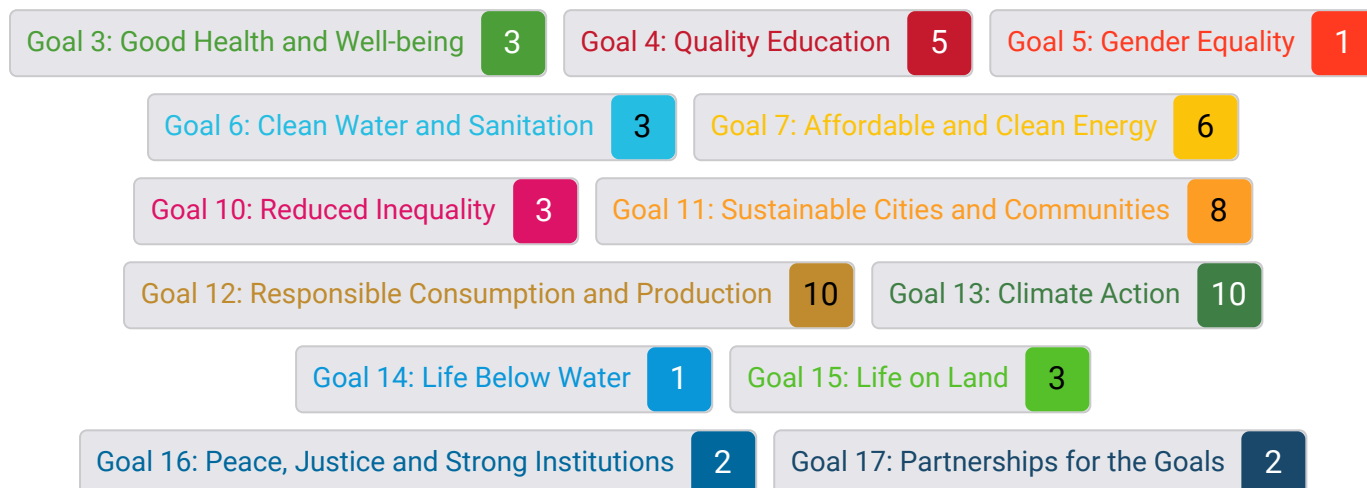 Goal 3: Good Health and Well-being 3 Goal 4: Quality Education 5 Goal 5: Gender Equality 1
Goal 6: Clean Water and Sanitation 3 Goal 7: Affordable and Clean Energy 6
Goal 10: Reduced Inequality 3 Goal 11: Sustainable Cities and Communities 8
Goal 12: Responsible Consumption and Production 10 Goal 13: Climate Action 10
Goal 14: Life Below Water 1 Goal 15: Life on Land 3
Goal 16: Peace, Justice and Strong Institutions 2 Goal 17: Partnerships for the Goals 2